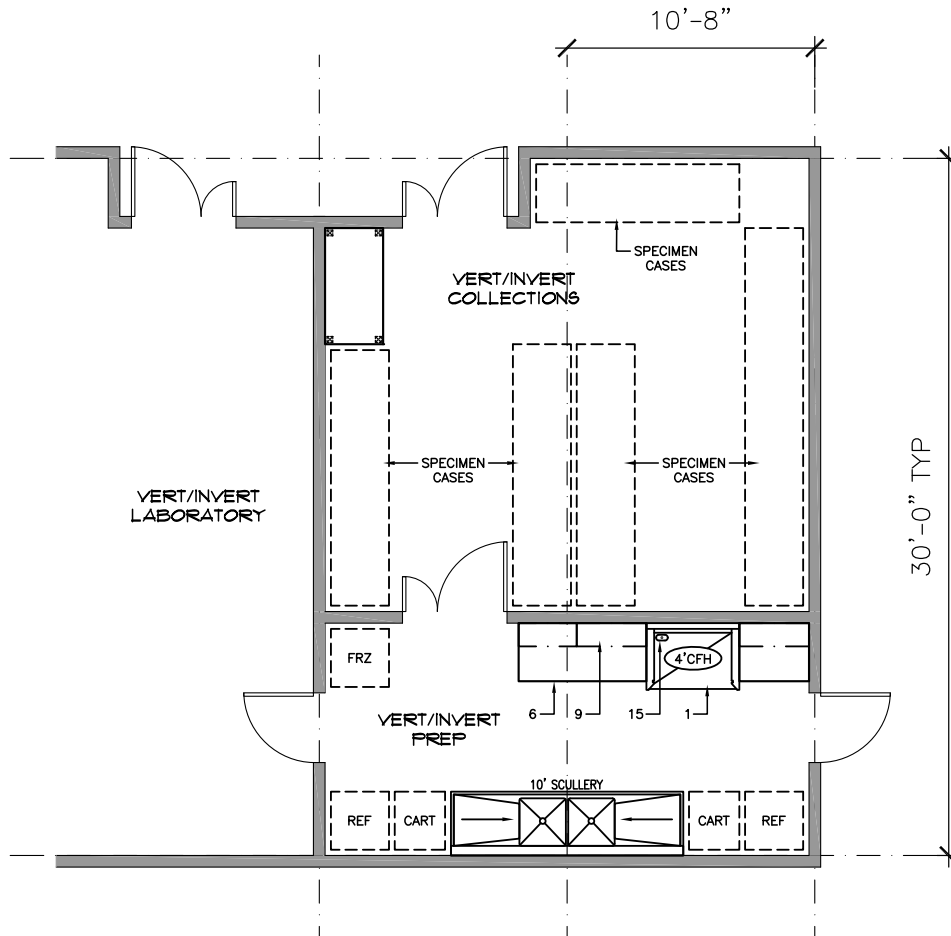 10'-8"
SPECIMEN
CASES
VERT/INVERT
COLLECTIONS
SPECIMEN
CASES
SPECIMEN
CASES
VERT/INVERT
LABORATORY
30'-0" TYP
FRZ
4'CFH
6
9
15
1
VERT/INVERT
PREP
10' SCULLERY
REF
CART
CART
REF